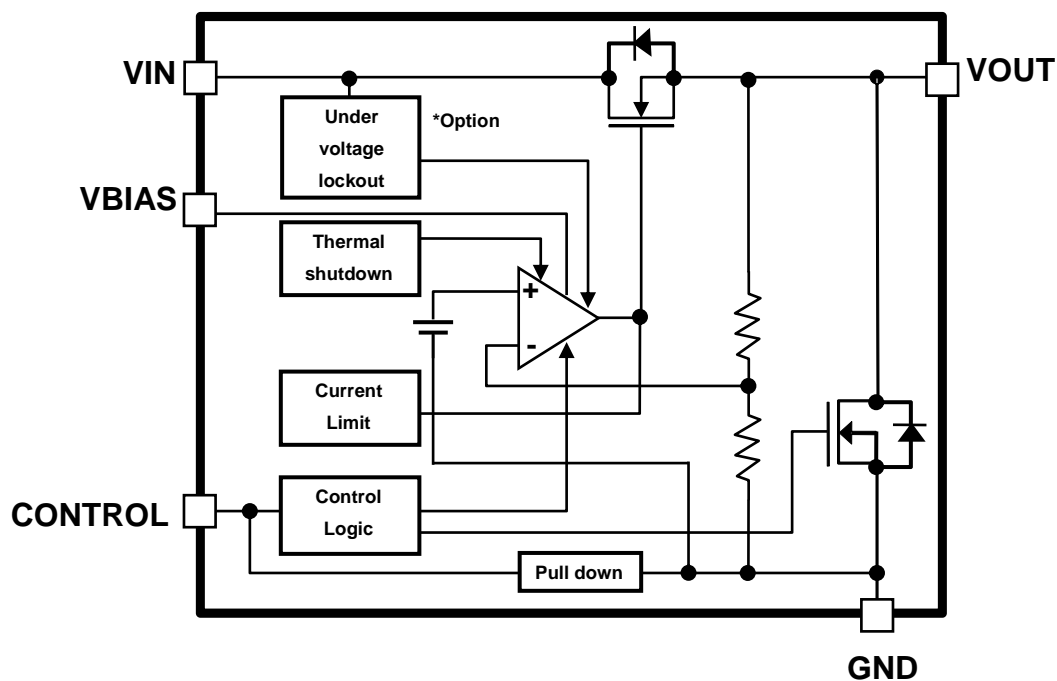 VIN
VOUT
Under
voltage
lockout
*Option
VBIAS
Thermal
shutdown
+
-
Current
Limit
CONTROL
Control
Logic
Pull down
GND